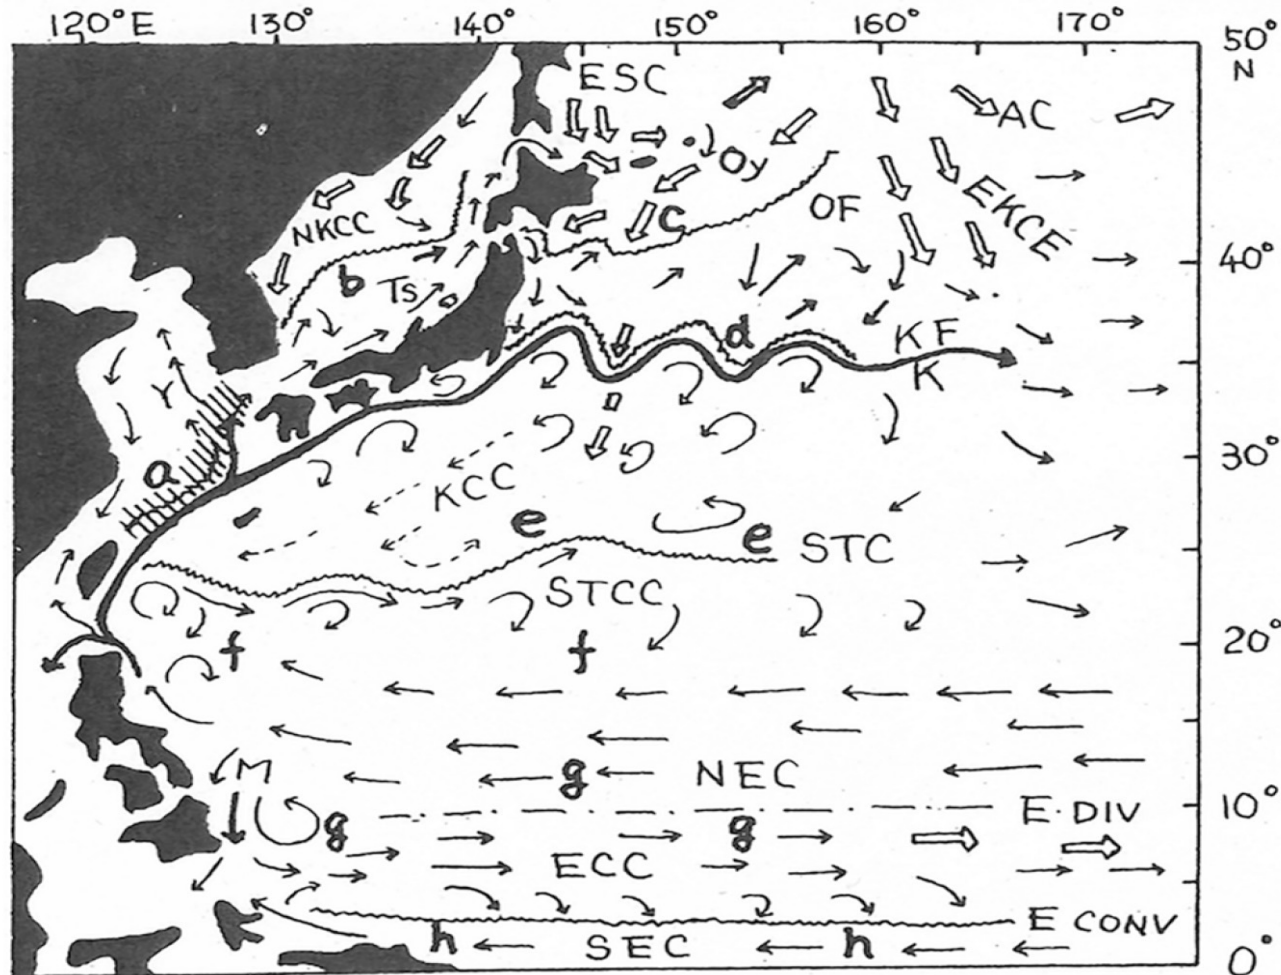 120°E 130° 140° 150° 160° 170°
50°
N
ESC
AC
Oy
EKCE
NKCC
C
OF
b
Ts
40°
d
KF
K
Y
a
30°
KCC
e
e
STC
STCC
f
f
20°
M
g
NEC
10°
E·DIV
g
g
ECC
E CONV
h
SEC
h
0°